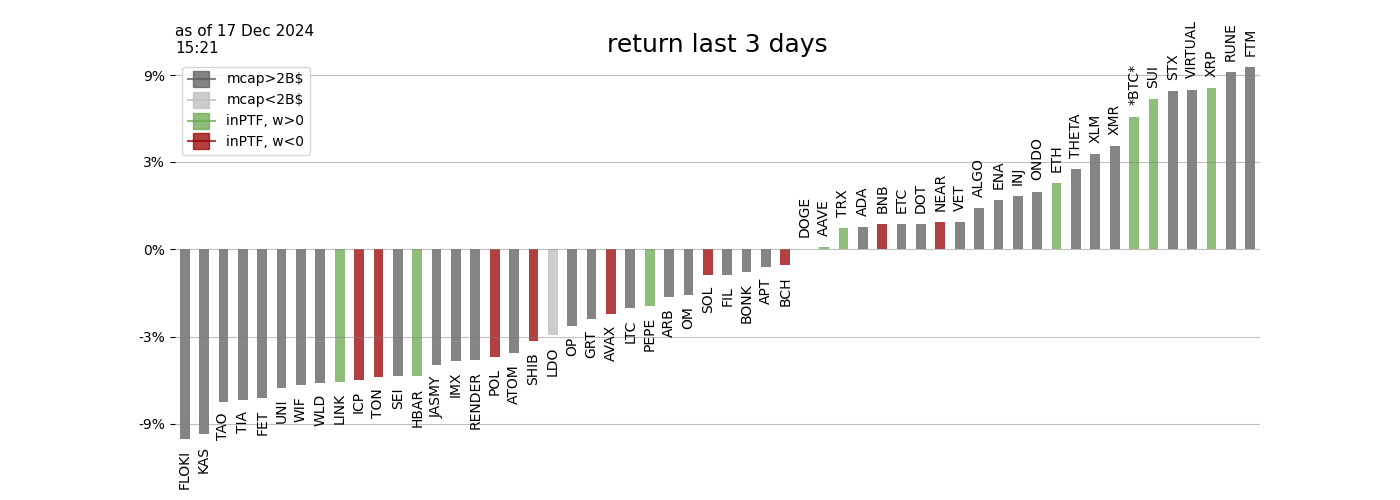 as of 17 Dec 2024
15:21
return last 3 days
mcap>2B$
mcap<2B$
inPTF, w>0
inPTF, w<0
9%
3%
0%
-3%
-9%
FLOKI
KAS
TAO
TIA
FET
UNI
WIF
WLD
LINK
ICP
TON
SEI
HBAR
JASMY
IMX
RENDER
POL
ATOM
SHIB
LDO
OP
GRT
AVAX
LTC
PEPE
ARB
OM
SOL
FIL
BONK
APT
BCH
DOGE
AAVE
TRX
ADA
BNB
ETC
DOT
NEAR
VET
ALGO
ENA
INJ
ONDO
ETH
THETA
XLM
XMR
*BTC*
SUI
STX
VIRTUAL
XRP
RUNE
FTM